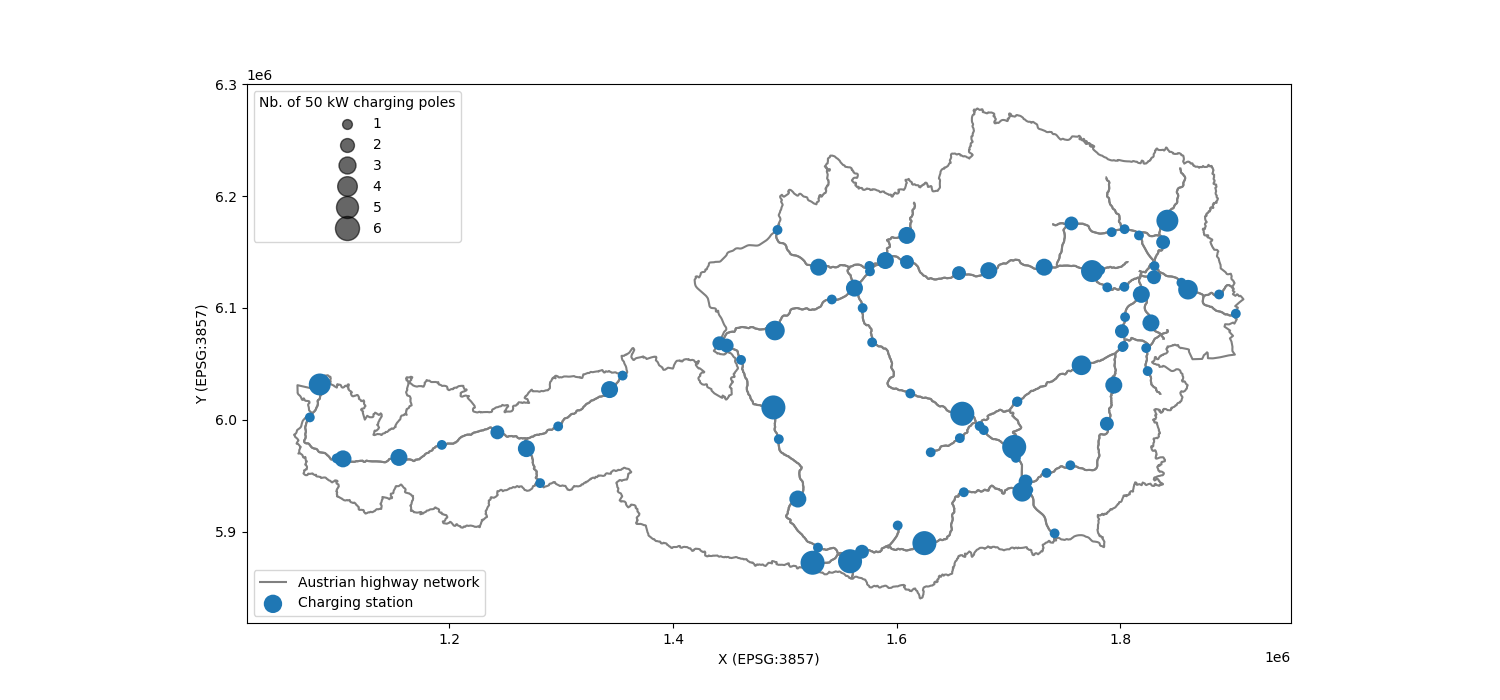 1e6
6.3
6.2
6.1
6.0
5.9
Y (EPSG:3857)
Nb. of 50 kW charging poles
1
2
3
4
5
6
Austrian highway network
Charging station
1.2
1.4
1.6
1.8
1e6
X (EPSG:3857)